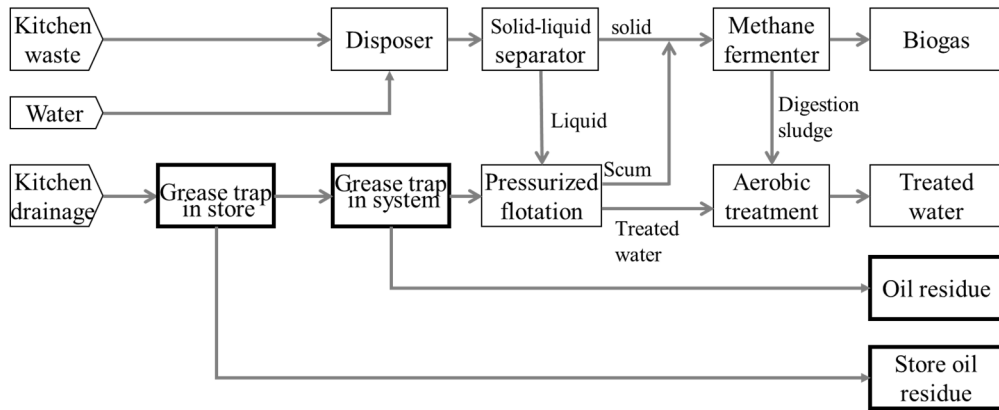 Kitchen
waste
Disposer
Solid-liquid
separator
solid
Methane
fermenter
Biogas
Water
Liquid
Digestion
sludge
Kitchen
drainage
Grease trap
in store
Grease trap
in system
Pressurized
flotation
Scum
Treated
water
Aerobic
treatment
Treated
water
Oil residue
Store oil
residue